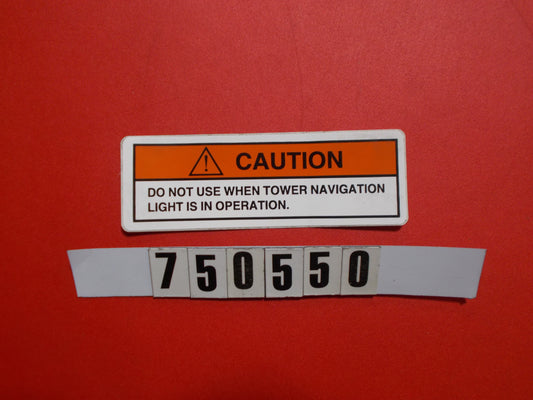 CAUTION
DO NOT USE WHEN TOWER NAVIGATION
LIGHT IS IN OPERATION.
750550